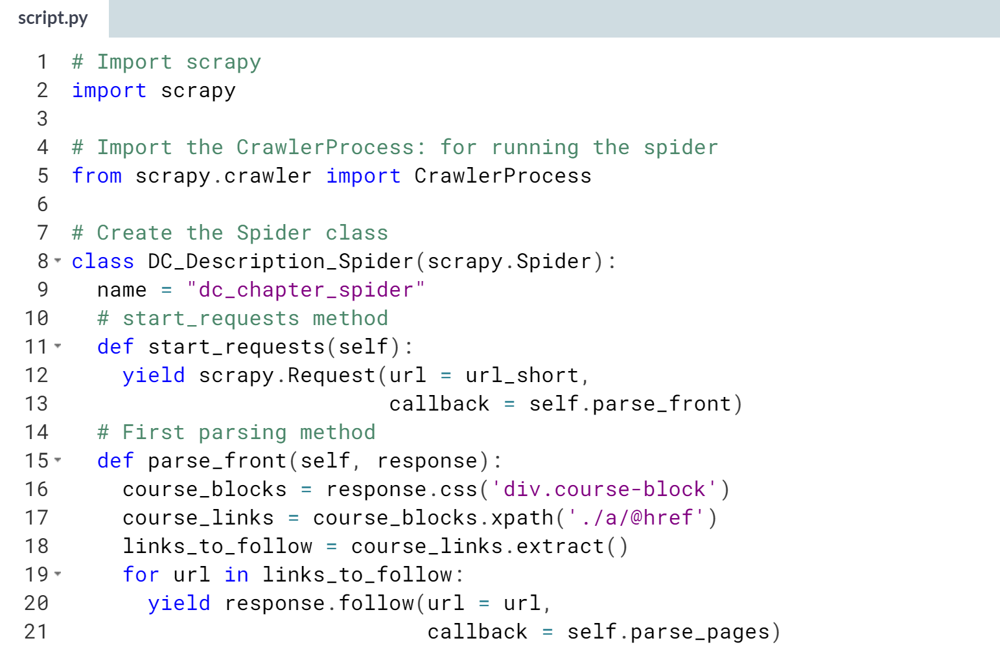 script.py
1 # Import scrapy
2 import scrapy
3
4 # Import the CrawlerProcess: for running the spider
5 from scrapy.crawler import CrawlerProcess
6
7 # Create the Spider class
8 class DC_Description_Spider(scrapy.Spider):
9   name = "dc_chapter_spider"
10   # start_requests method
11   def start_requests(self):
12     yield scrapy.Request(url = url_short,
13                          callback = self.parse_front)
14   # First parsing method
15   def parse_front(self, response):
16     course_blocks = response.css('div.course-block')
17     course_links = course_blocks.xpath('./a/@href')
18     links_to_follow = course_links.extract()
19     for url in links_to_follow:
20       yield response.follow(url = url,
21                             callback = self.parse_pages)